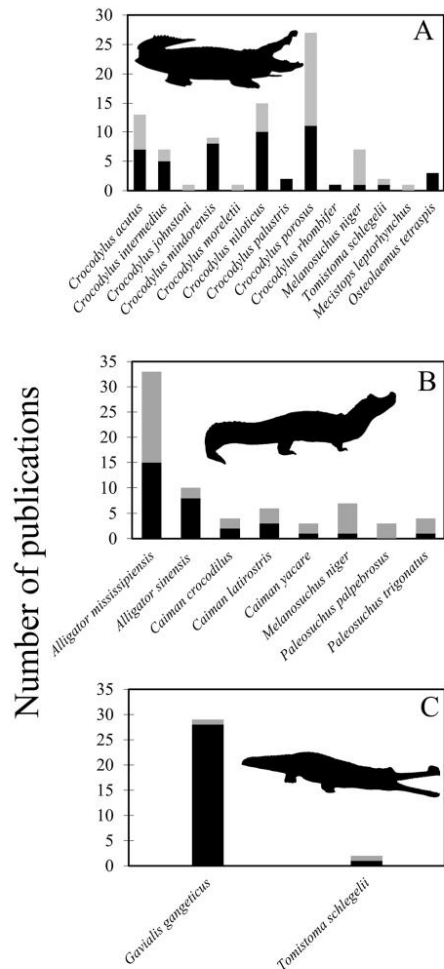 Number of publications
A
30
25
20
15
10
5
0
Crocodylus acutus
Crocodylus intermedius
Crocodylus johnstoni
Crocodylus mindorensis
Crocodylus moreletii
Crocodylus niloticus
Crocodylus palustris
Crocodylus porosus
Crocodylus rhombifer
Melanosuchus niger
Tomistoma schlegelii
Mecistops leptorhynchus
Osteolaemus tetraspis
B
35
30
25
20
15
10
5
0
Alligator mississipiensis
Alligator sinensis
Caiman crocodilus
Caiman latirostris
Caiman yacare
Melanosuchus niger
Paleosuchus palpebrosus
Paleosuchus trigonatus
C
35
30
25
20
15
10
5
0
Gavialis gangeticus
Tomistoma schlegelii